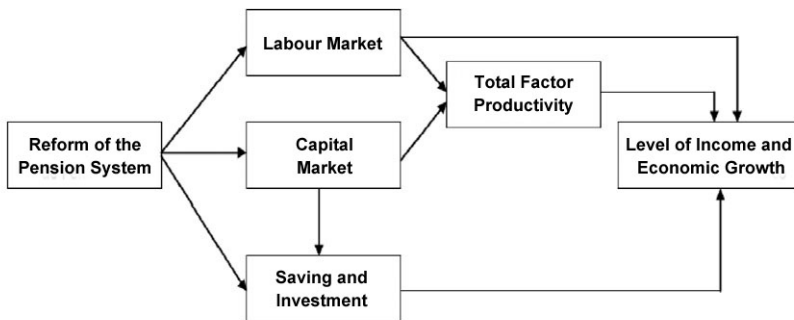 Labour Market
Total Factor
Productivity
Reform of the
Pension System
Capital
Market
Level of Income and
Economic Growth
Saving and
Investment